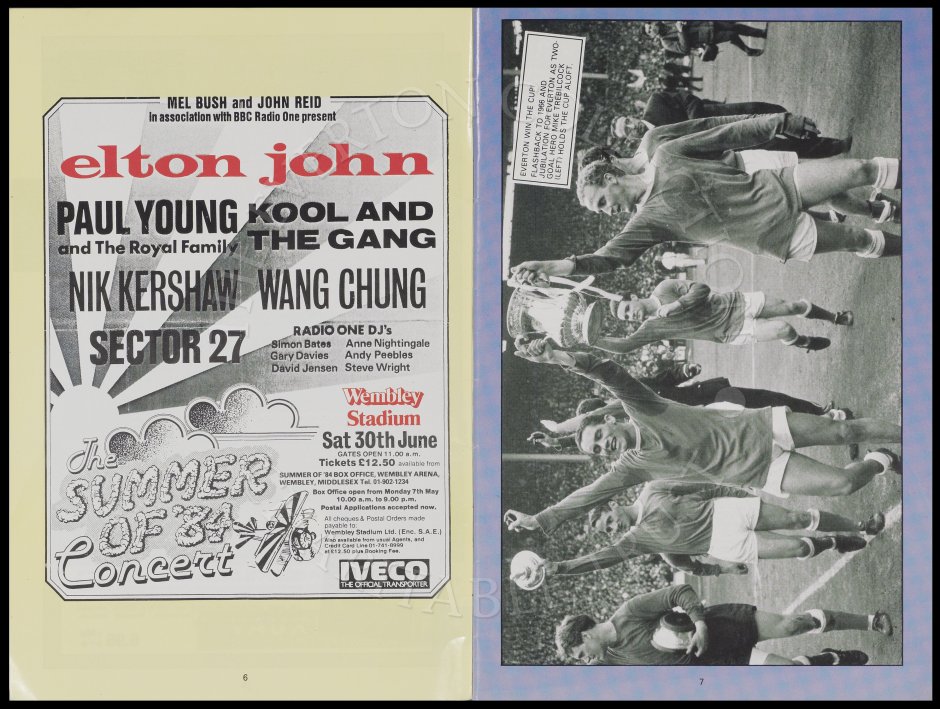 MEL BUSH and JOHN REID
In association with BBC Radio One present
elton john
PAUL YOUNG
and The Royal Family
KOOL AND
THE GANG
NIK KERSHAW
WANG CHUNG
SECTOR 27
RADIO ONE DJ's
Simon Bates Anne Nightingale
Gary Davies Andy Peebles
David Jensen Steve Wright
The
SUMMER
OF '84
Concert
Wembley
Stadium
Sat 30th June
GATES OPEN 11.00 a.m.
Tickets £12.50 available from
SUMMER OF '84 BOX OFFICE, WEMBLEY ARENA,
WEMBLEY, MIDDLESEX Tel. 01-902-1234
Box Office open from Monday 7th May
10.00 a.m. to 9.00 p.m.
Postal Applications accepted now.
All cheques & Postal Orders made
payable to:
Wembley Stadium Ltd. (Enc. S.A.E.)
Also available from usual Agents, and
Credit Card Line 01-741-8999
at £12.50 plus Booking Fee.
IVECO
THE OFFICIAL TRANSPORTER
6
EVERTON WIN THE CUP!
FLASHBACK TO 1966 AND
JUBILATION FOR EVERTON AS TWO-
GOAL HERO MIKE TREBILCOCK
(LEFT) HOLDS THE CUP ALOFT.
7